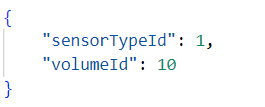 {
    "sensorTypeId": 1,
    "volumeId": 10
}